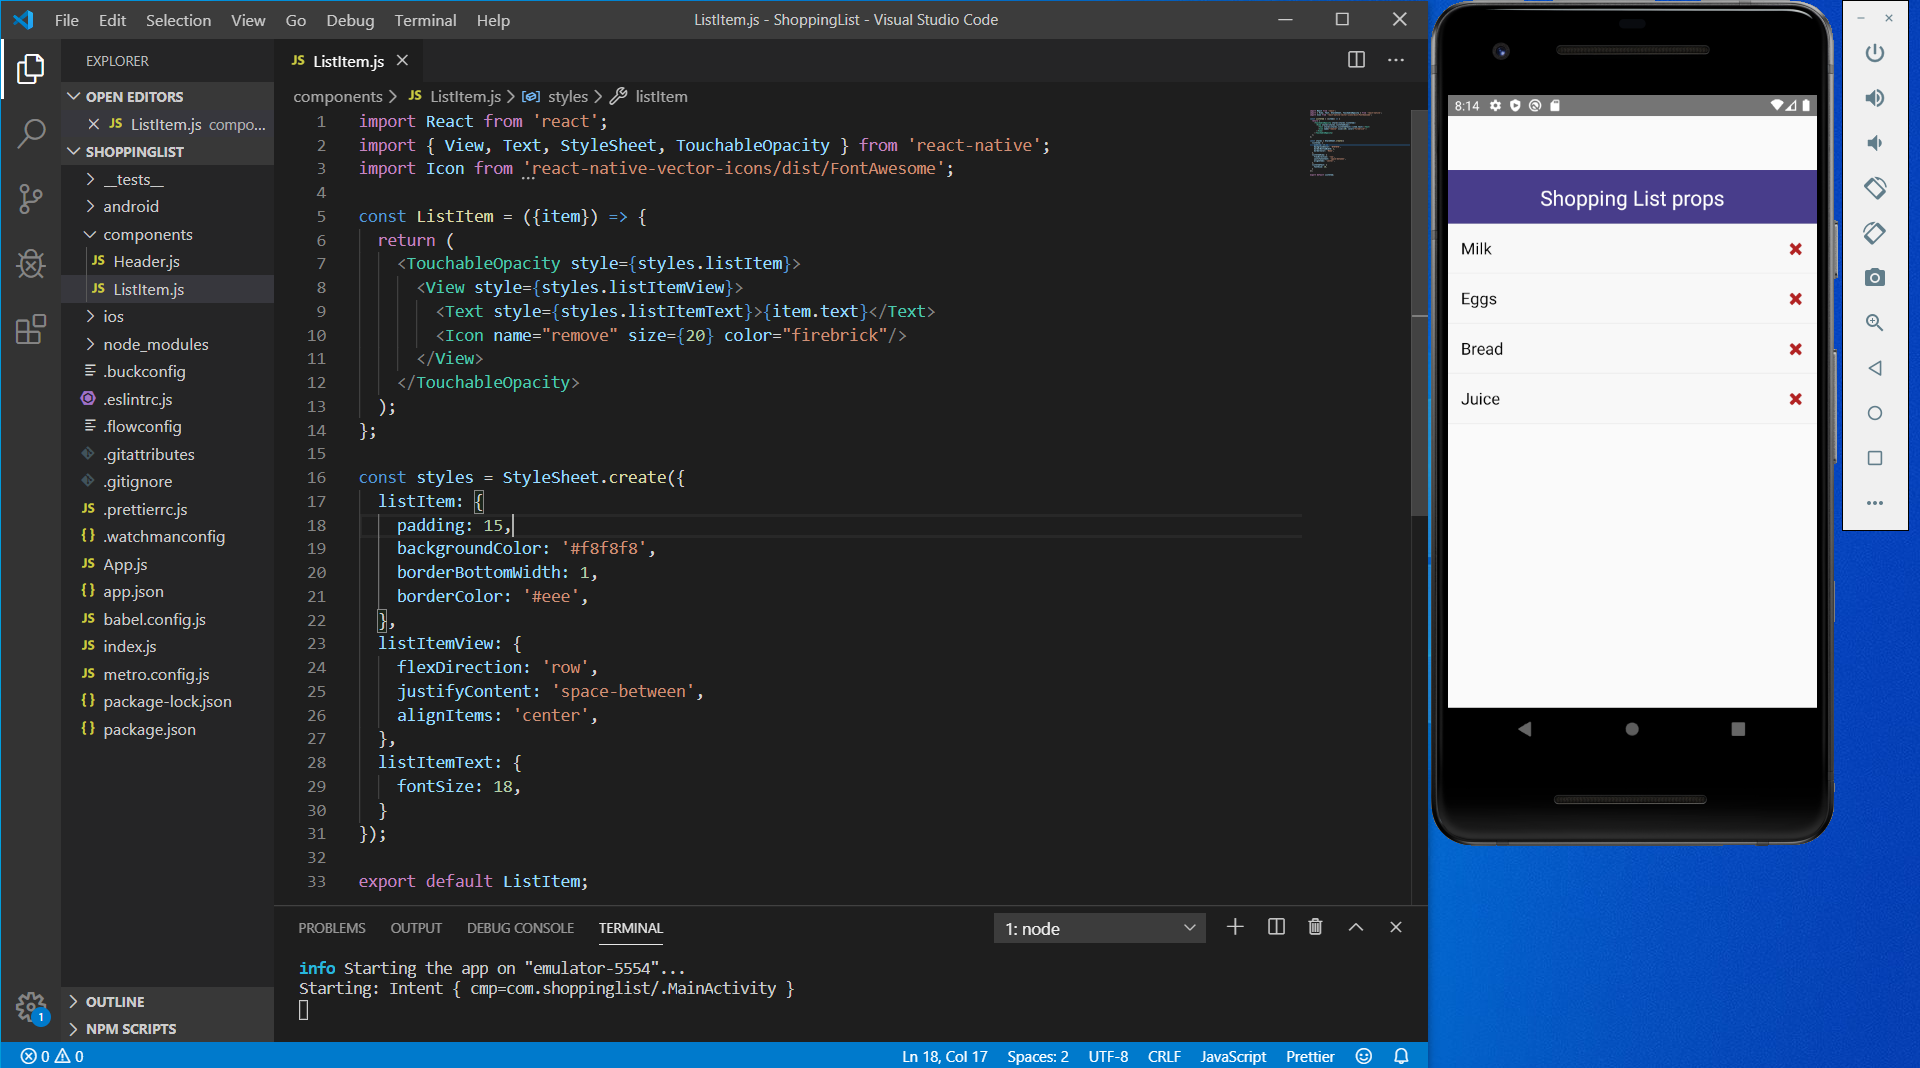 File Edit Selection View Go Debug Terminal Help
ListItem.js - ShoppingList - Visual Studio Code
EXPLORER
OPEN EDITORS
JS ListItem.js compo...
SHOPPINGLIST
__tests__
android
components
JS Header.js
JS ListItem.js
ios
node_modules
.buckconfig
.eslintrc.js
.flowconfig
.gitattributes
.gitignore
JS .prettierrc.js
{} .watchmanconfig
JS App.js
{} app.json
JS babel.config.js
JS index.js
JS metro.config.js
{} package-lock.json
{} package.json
OUTLINE
NPM SCRIPTS
1
JS ListItem.js
components > JS ListItem.js > styles > listItem
1 import React from 'react';
2 import { View, Text, StyleSheet, TouchableOpacity } from 'react-native';
3 import Icon from 'react-native-vector-icons/dist/FontAwesome';
4
5 const ListItem = ({item}) => {
6 return (
7 <TouchableOpacity style={styles.listItem}>
8 <View style={styles.listItemView}>
9 <Text style={styles.listItemText}>{item.text}</Text>
10 <Icon name="remove" size={20} color="firebrick"/>
11 </View>
12 </TouchableOpacity>
13 );
14 };
15
16 const styles = StyleSheet.create({
17 listItem: {
18 padding: 15,
19 backgroundColor: '#f8f8f8',
20 borderBottomWidth: 1,
21 borderColor: '#eee',
22 },
23 listItemView: {
24 flexDirection: 'row',
25 justifyContent: 'space-between',
26 alignItems: 'center',
27 },
28 listItemText: {
29 fontSize: 18,
30 }
31 });
32
33 export default ListItem;
PROBLEMS OUTPUT DEBUG CONSOLE TERMINAL
1: node
info Starting the app on "emulator-5554"...
Starting: Intent { cmp=com.shoppinglist/.MainActivity }
0 0
Ln 18, Col 17 Spaces: 2 UTF-8 CRLF JavaScript Prettier
8:14
Shopping List props
Milk
Eggs
Bread
Juice